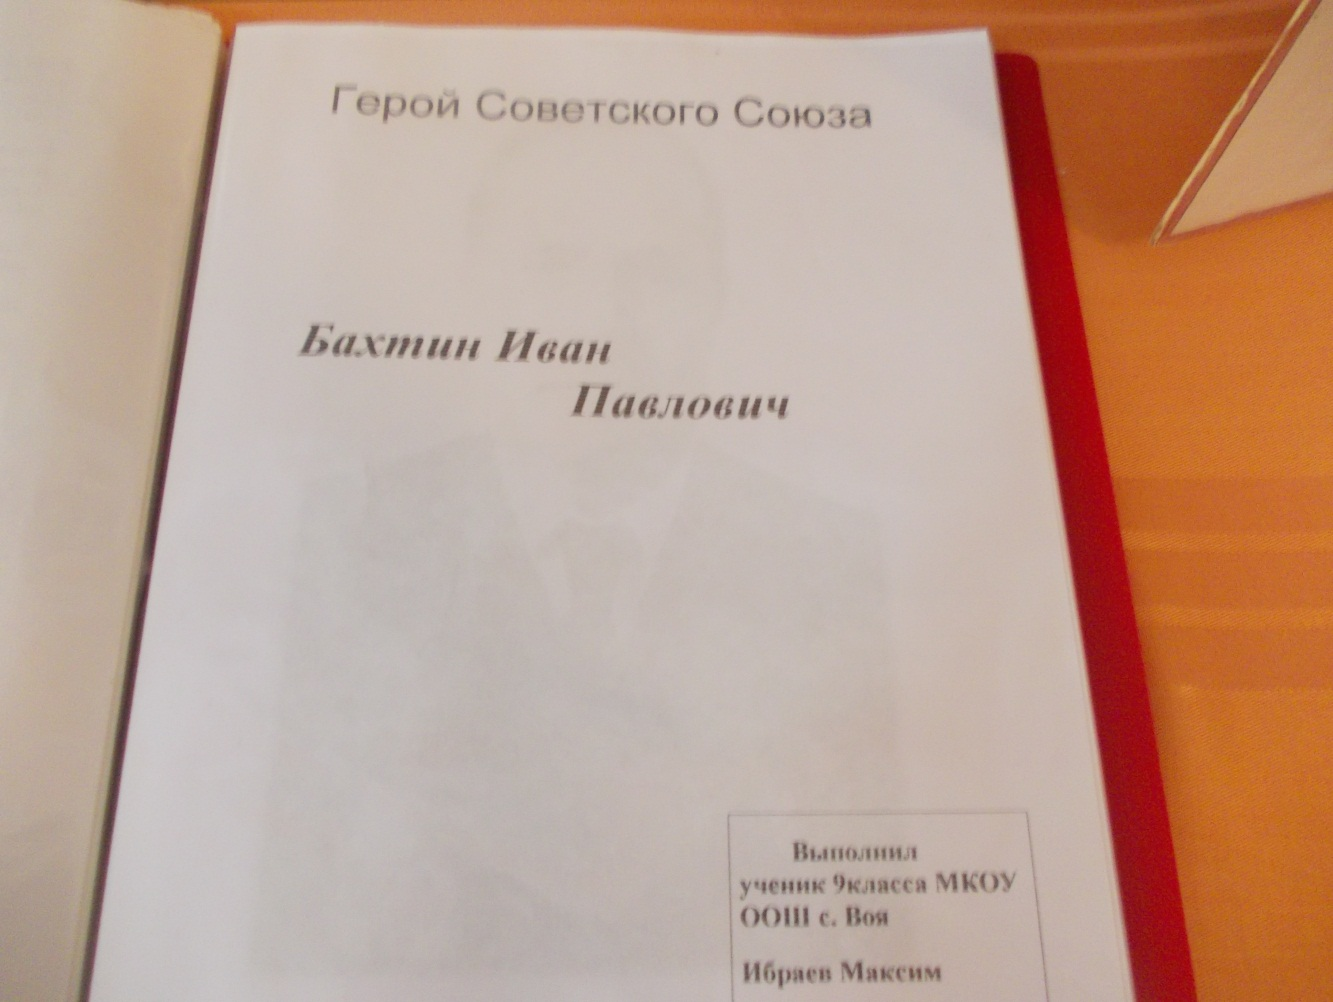 Герой Советского Союза
Бахтин Иван
Павлович
Выполнил
ученик 9класса МКОУ
ООШ с. Воя
Ибраев Максим